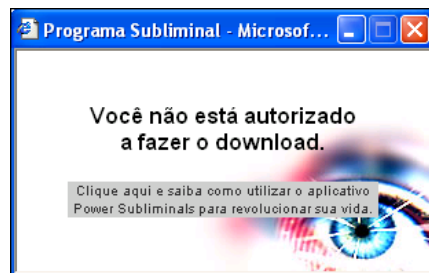 Programa Subliminal - Microsof...
Você não está autorizado
a fazer o download.
Clique aqui e saiba como utilizar o aplicativo
Power Subliminals para revolucionar sua vida.